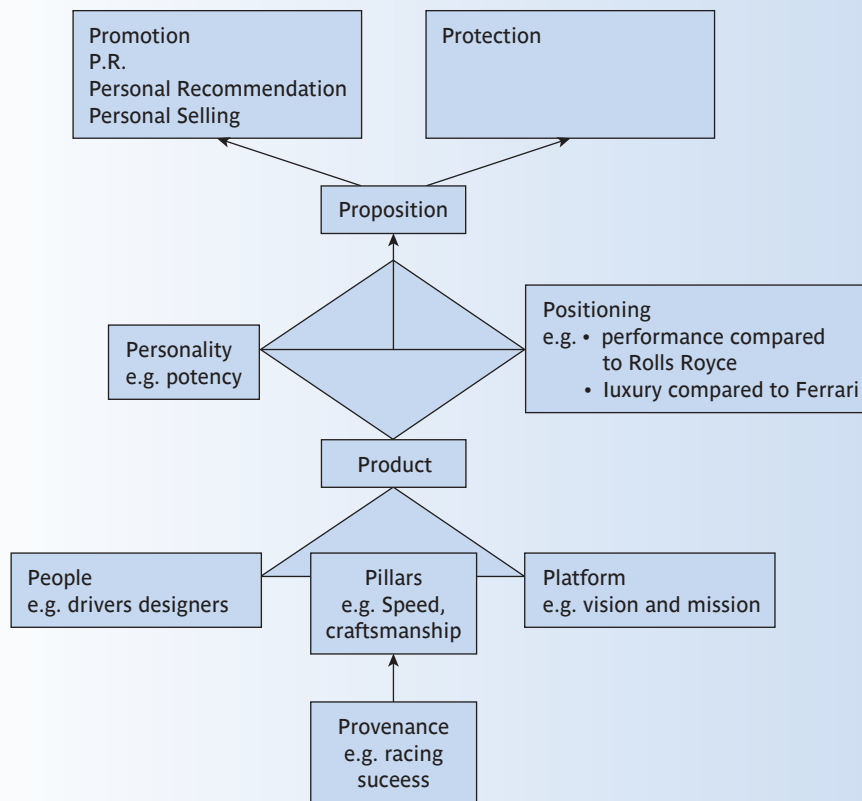 Promotion
P.R.
Personal Recommendation
Personal Selling
Protection
Proposition
Personality
e.g. potency
Positioning
e.g. • performance compared
to Rolls Royce
• luxury compared to Ferrari
Product
People
e.g. drivers designers
Pillars
e.g. Speed,
craftsmanship
Platform
e.g. vision and mission
Provenance
e.g. racing
suceess